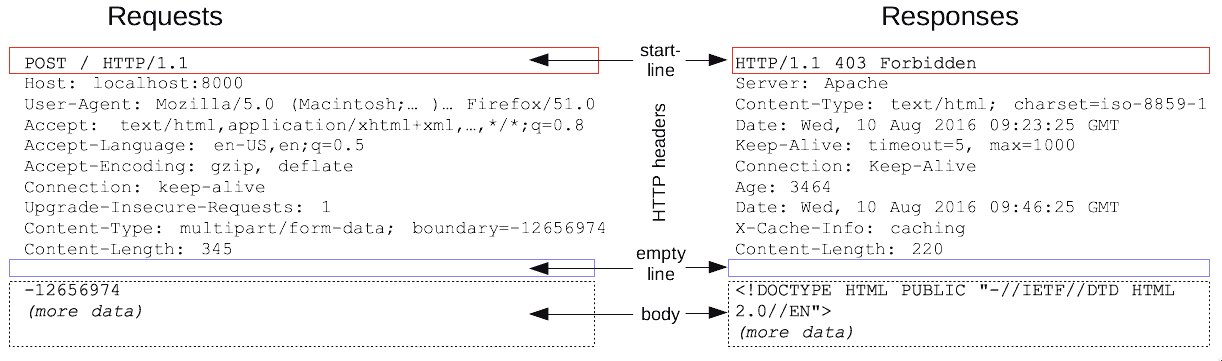 Requests
POST / HTTP/1.1
Host: localhost:8000
User-Agent: Mozilla/5.0 (Macintosh;… )… Firefox/51.0
Accept: text/html,application/xhtml+xml,…,*/*;q=0.8
Accept-Language: en-US,en;q=0.5
Accept-Encoding: gzip, deflate
Connection: keep-alive
Upgrade-Insecure-Requests: 1
Content-Type: multipart/form-data; boundary=-12656974
Content-Length: 345
-12656974
(more data)
start-
line
HTTP headers
empty
line
body
Responses
HTTP/1.1 403 Forbidden
Server: Apache
Content-Type: text/html; charset=iso-8859-1
Date: Wed, 10 Aug 2016 09:23:25 GMT
Keep-Alive: timeout=5, max=1000
Connection: Keep-Alive
Age: 3464
Date: Wed, 10 Aug 2016 09:46:25 GMT
X-Cache-Info: caching
Content-Length: 220
<!DOCTYPE HTML PUBLIC "-//IETF//DTD HTML
2.0//EN">
(more data)